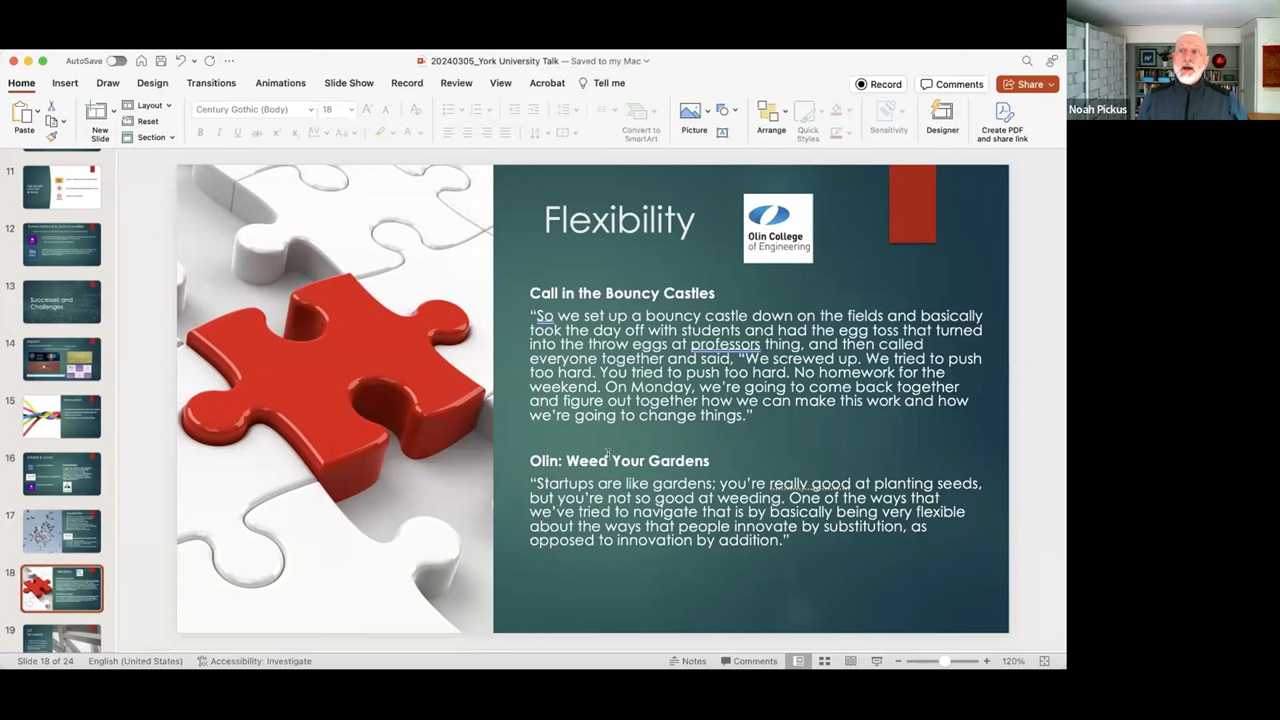 AutoSave
20240305_York University Talk — Saved to my Mac
Home Insert Draw Design Transitions Animations Slide Show Record Review View Acrobat Tell me
Record Comments Share
Paste
New Slide
Layout
Reset
Section
Century Gothic (Body) 18
Convert to SmartArt
Picture
Arrange
Quick Styles
Sensitivity
Designer
Create PDF and share link
Noah Pickus
11
12
13
Successes and Challenges
14
15
16
17
18
19
Flexibility
Olin College
of Engineering
Call in the Bouncy Castles
“So we set up a bouncy castle down on the fields and basically
took the day off with students and had the egg toss that turned
into the throw eggs at professors thing, and then called
everyone together and said, “We screwed up. We tried to push
too hard. You tried to push too hard. No homework for the
weekend. On Monday, we’re going to come back together
and figure out together how we can make this work and how
we’re going to change things.”
Olin: Weed Your Gardens
“Startups are like gardens; you’re really good at planting seeds,
but you’re not so good at weeding. One of the ways that
we’ve tried to navigate that is by basically being very flexible
about the ways that people innovate by substitution, as
opposed to innovation by addition.”
Slide 18 of 24 English (United States) Accessibility: Investigate Notes Comments 120%